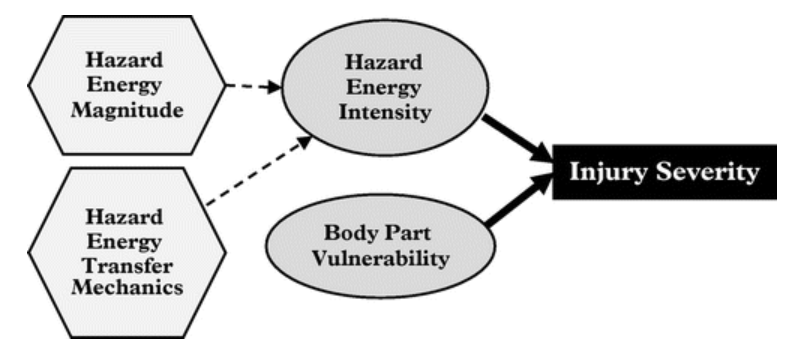 Hazard
Energy
Magnitude
Hazard
Energy
Intensity
Hazard
Energy
Transfer
Mechanics
Body Part
Vulnerability
Injury Severity